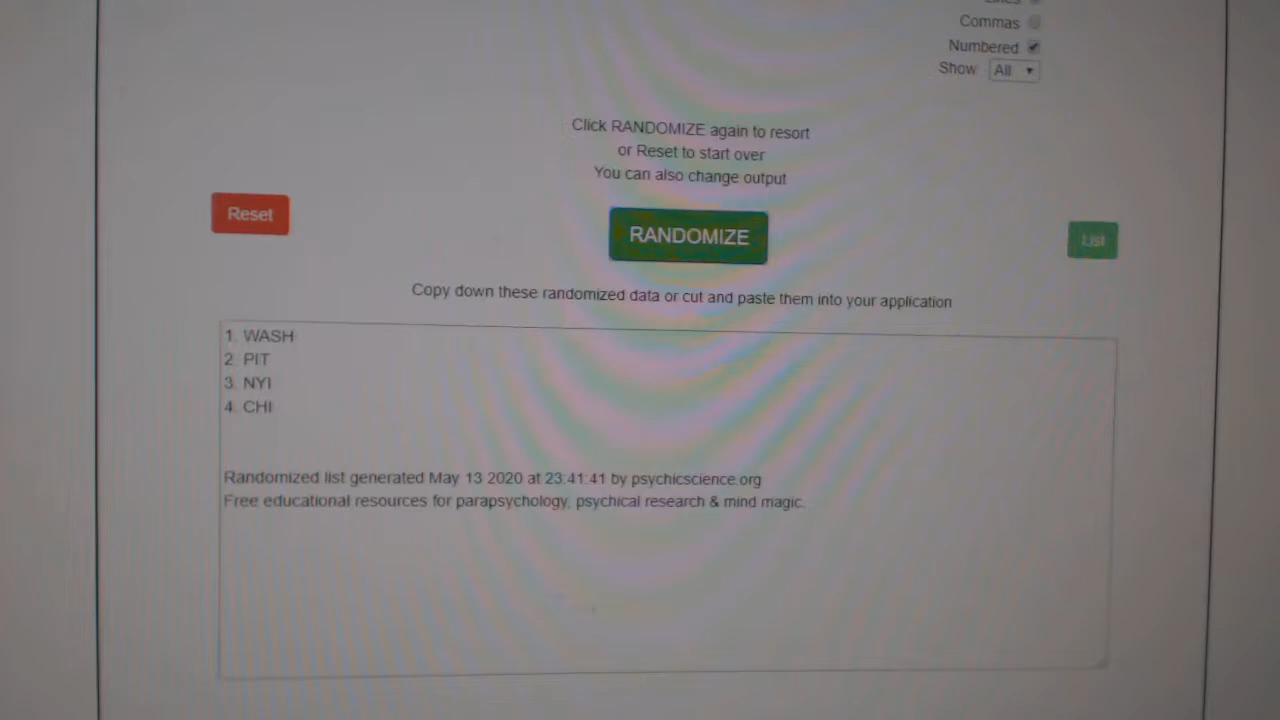 Lines
Commas
Numbered
Show All
Click RANDOMIZE again to resort
or Reset to start over
You can also change output
Reset
RANDOMIZE
List
Copy down these randomized data or cut and paste them into your application
1. WASH
2. PIT
3. NYI
4. CHI
Randomized list generated May 13 2020 at 23:41:41 by psychicscience.org
Free educational resources for parapsychology, psychical research & mind magic.